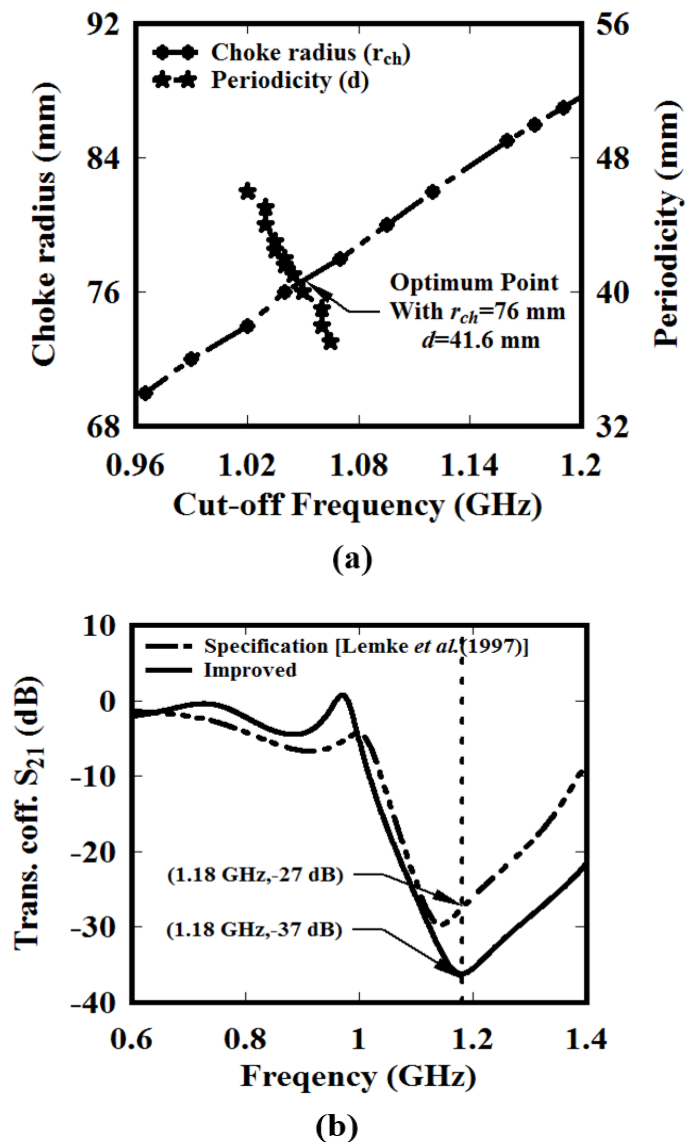 92
84
76
68
Choke radius (mm)
56
48
40
32
Periodicity (mm)
Choke radius (r_ch)
Periodicity (d)
Optimum Point
With r_ch=76 mm
d=41.6 mm
0.96 1.02 1.08 1.14 1.2
Cut-off Frequency (GHz)
(a)
10
0
-10
-20
-30
-40
Trans. coff. S_21 (dB)
Specification [Lemke et al.(1997)]
Improved
(1.18 GHz,-27 dB)
(1.18 GHz,-37 dB)
0.6 0.8 1 1.2 1.4
Freqency (GHz)
(b)